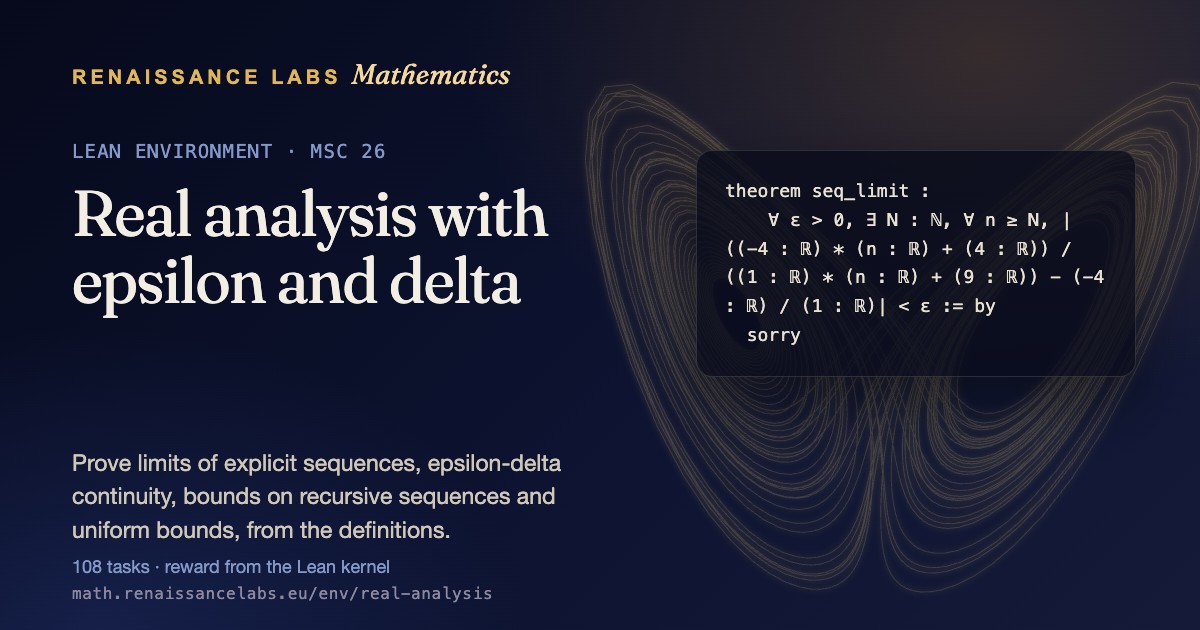 RENAISSANCE LABS Mathematics
LEAN ENVIRONMENT · MSC 26
Real analysis with
epsilon and delta
theorem seq_limit :
∀ ε > 0, ∃ N : ℕ, ∀ n ≥ N, |
((−4 : ℝ) * (n : ℝ) + (4 : ℝ)) /
((1 : ℝ) * (n : ℝ) + (9 : ℝ)) − (−4
: ℝ) / (1 : ℝ)| < ε := by
sorry
Prove limits of explicit sequences, epsilon-delta
continuity, bounds on recursive sequences and
uniform bounds, from the definitions.
108 tasks · reward from the Lean kernel
math.renaissancelabs.eu/env/real-analysis